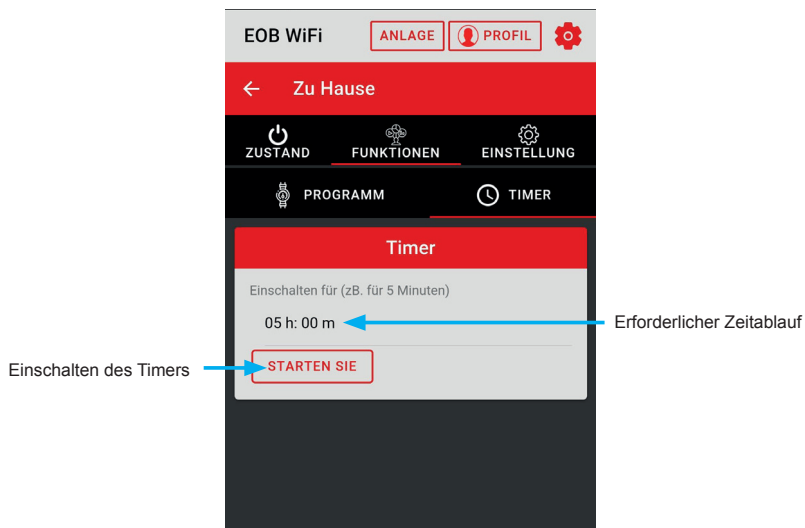 EOB WiFi
ANLAGE
PROFIL
Zu Hause
ZUSTAND
FUNKTIONEN
EINSTELLUNG
PROGRAMM
TIMER
Timer
Einschalten für (zB. für 5 Minuten)
05 h: 00 m
Erforderlicher Zeitablauf
Einschalten des Timers
STARTEN SIE